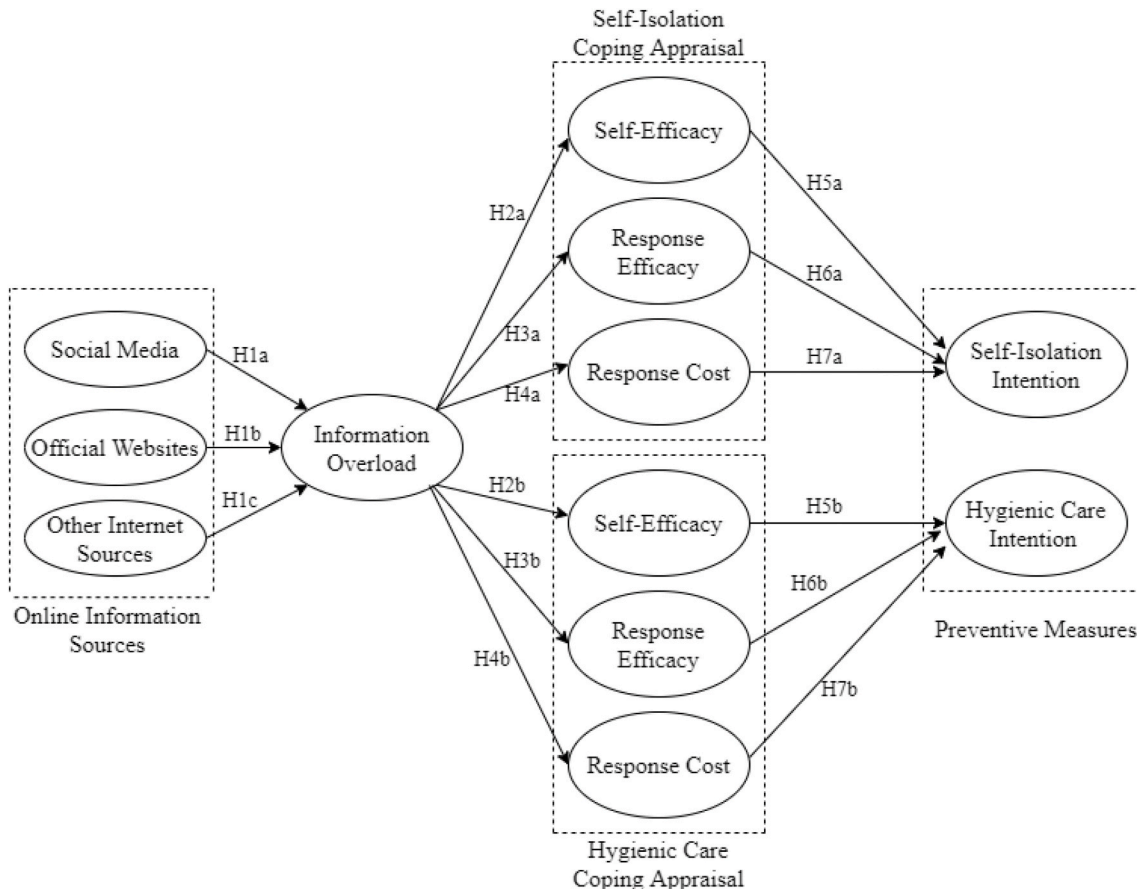 Self-Isolation
Coping Appraisal
Self-Efficacy
H5a
H2a
Response
Efficacy
H6a
H3a
Social Media
H1a
Self-Isolation
Intention
Response Cost
H7a
H4a
Official Websites
H1b
Information
Overload
H2b
H1c
Other Internet
Sources
Self-Efficacy
H5b
Hygienic Care
Intention
H3b
H6b
Online Information
Sources
Response
Efficacy
Preventive Measures
H4b
H7b
Response Cost
Hygienic Care
Coping Appraisal